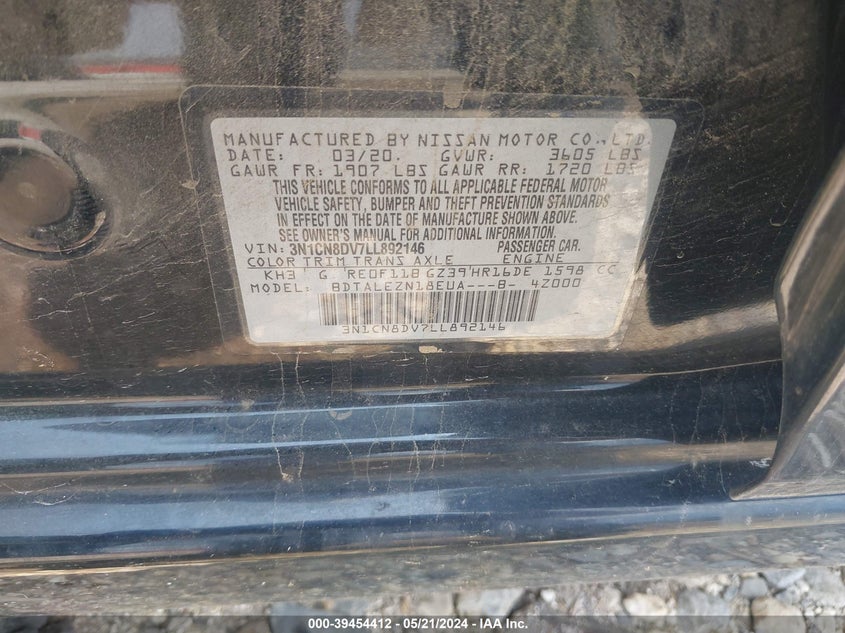 MANUFACTURED BY NISSAN MOTOR CO., LTD.
DATE: 03/20. GVWR: 3605 LBS
GAWR FR: 1907 LBS GAWR RR: 1720 LBS
THIS VEHICLE CONFORMS TO ALL APPLICABLE FEDERAL MOTOR
VEHICLE SAFETY, BUMPER AND THEFT PREVENTION STANDARDS
IN EFFECT ON THE DATE OF MANUFACTURE SHOWN ABOVE.
SEE OWNER'S MANUAL FOR ADDITIONAL INFORMATION.
VIN: 3N1CN8DV7LL892146 PASSENGER CAR.
COLOR TRIM TRANS AXLE ENGINE
KH3 G RE0F11B GZ39 HR16DE 1598 CC
MODEL: BDTALEZN18EUA---B- 4Z000
3N1CN8DV7LL892146
000-39454412 - 05/21/2024 - IAAI.com